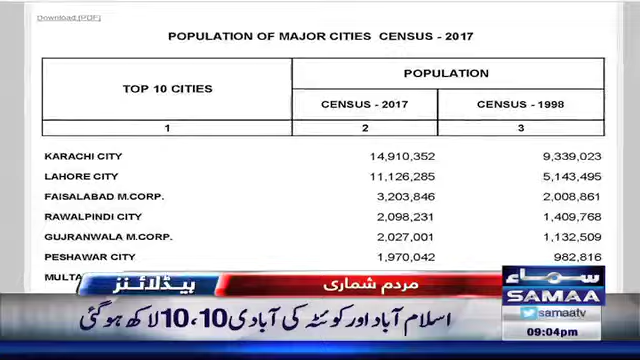 Download [PDF]
POPULATION OF MAJOR CITIES CENSUS - 2017
TOP 10 CITIES POPULATION
CENSUS - 2017 CENSUS - 1998
1 2 3
KARACHI CITY 14,910,352 9,339,023
LAHORE CITY 11,126,285 5,143,495
FAISALABAD M.CORP. 3,203,846 2,008,861
RAWALPINDI CITY 2,098,231 1,409,768
GUJRANWALA M.CORP. 2,027,001 1,132,509
PESHAWAR CITY 1,970,042 982,816
MULTA
ہیڈلائنز مردم شماری
اسلام آباد اور کوئٹہ کی آبادی 10،10 لاکھ ہوگئی
سماء
SAMAA
samaatv
09:04pm